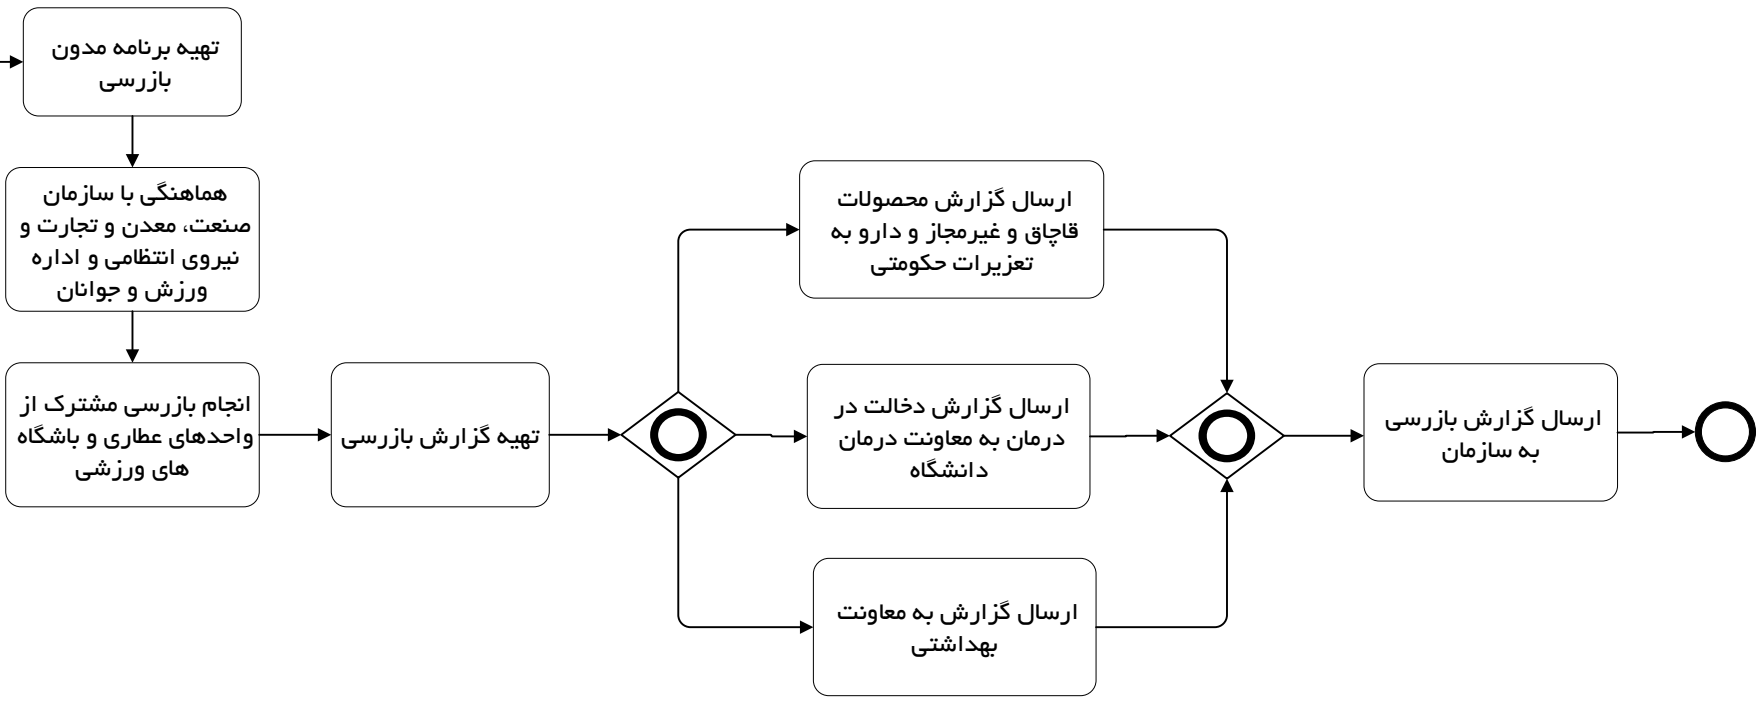 تهیه برنامه مدون
بازرسی
هماهنگی با سازمان
صنعت، معدن و تجارت و
نیروی انتظامی و اداره
ورزش و جوانان
انجام بازرسی مشترک از
واحدهای عطاری و باشگاه
های ورزشی
تهیه گزارش بازرسی
ارسال گزارش محصولات
قاچاق و غیرمجاز و دارو به
تعزیرات حکومتی
ارسال گزارش دخالت در
درمان به معاونت درمان
دانشگاه
ارسال گزارش به معاونت
بهداشتی
ارسال گزارش بازرسی
به سازمان